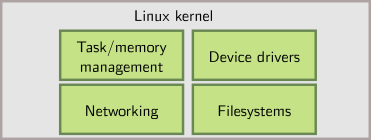 Linux kernel
Task/memory
management
Device drivers
Networking
Filesystems